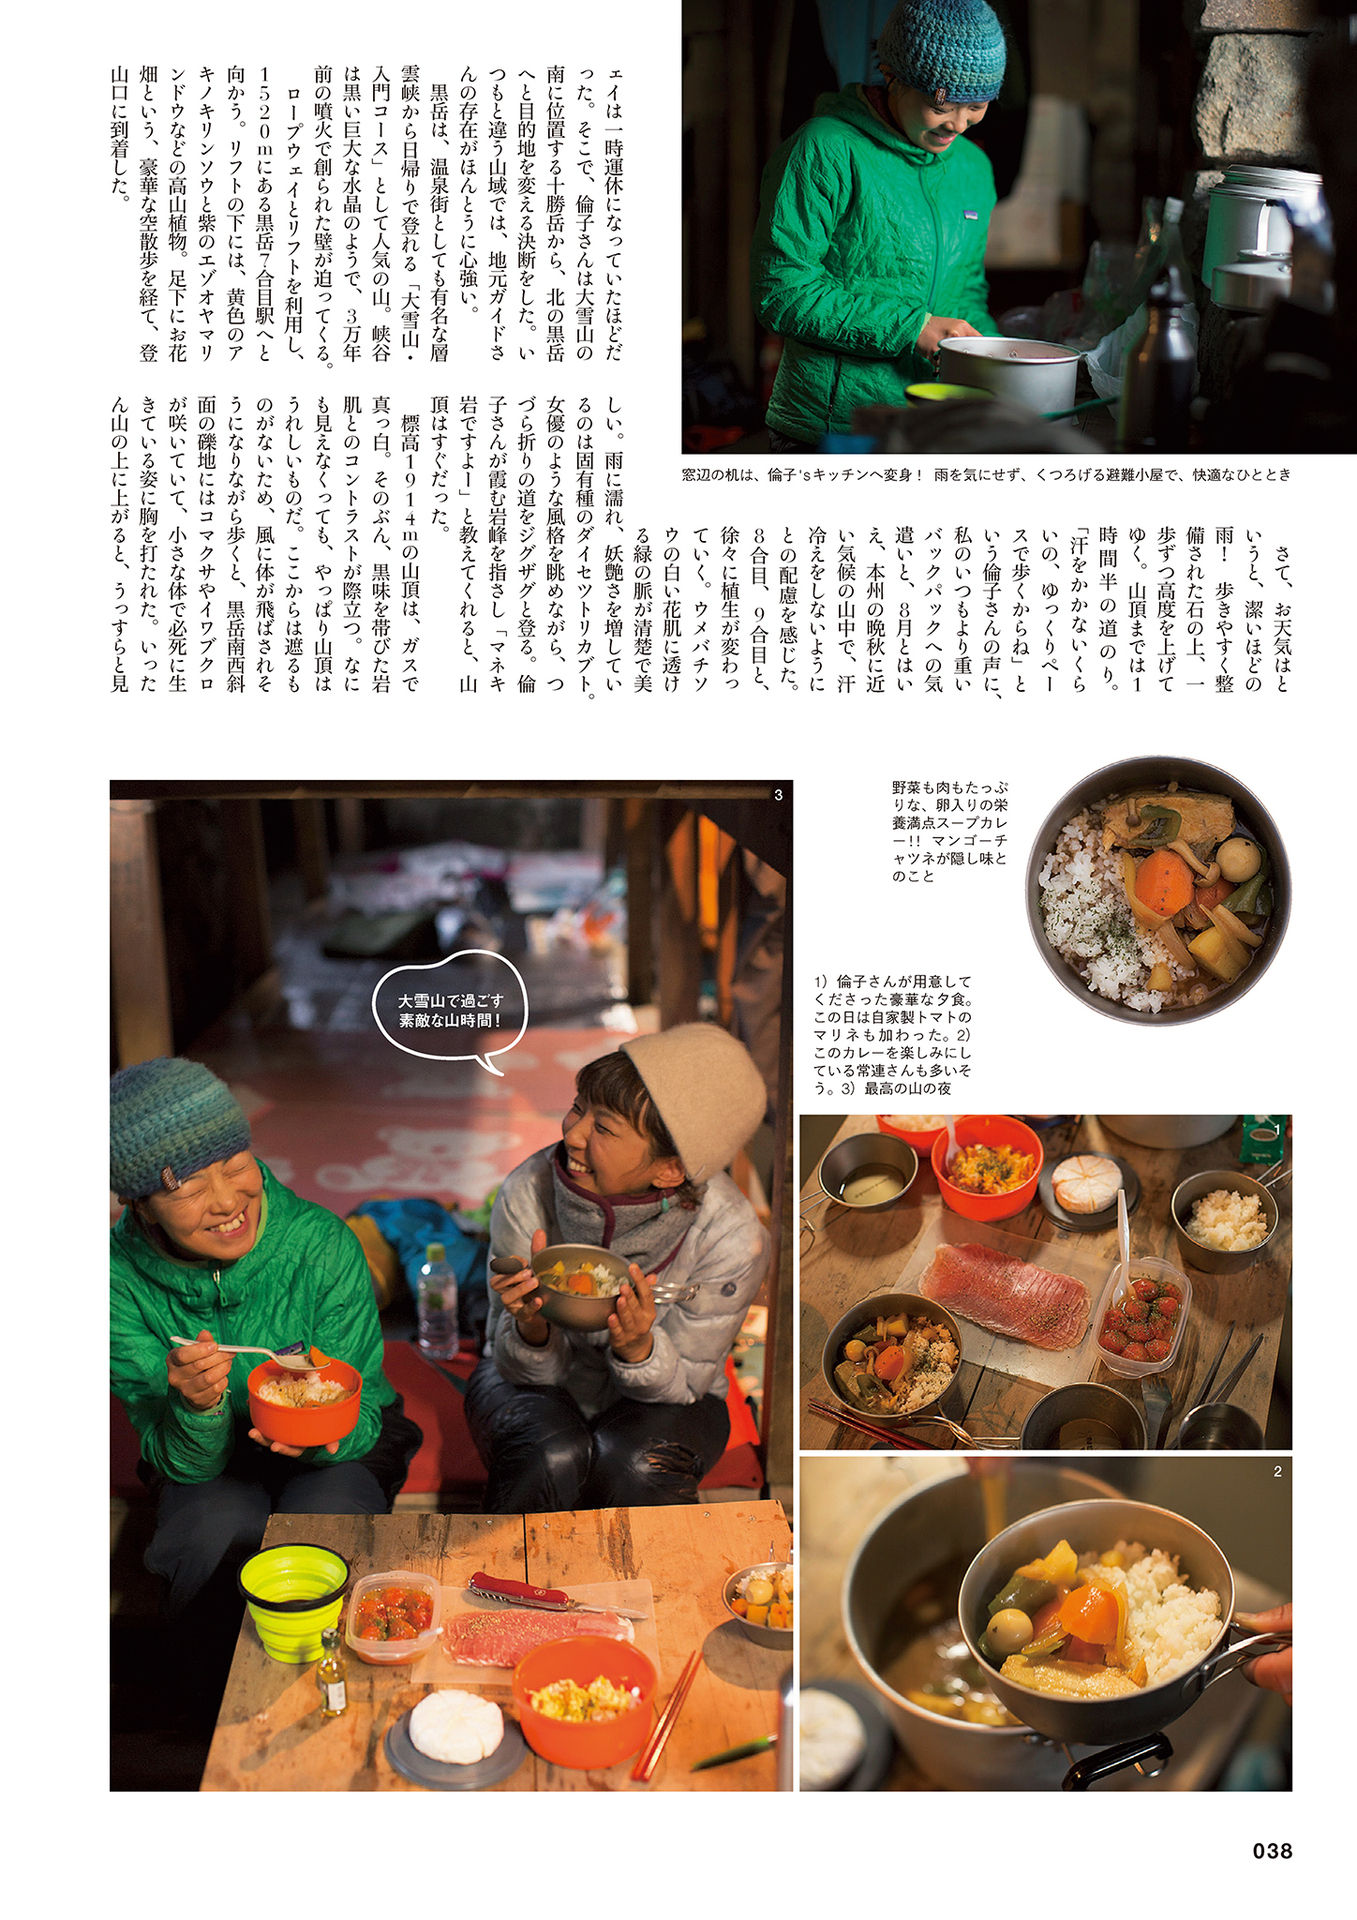 ェイは一時運休になっていたほどだ
った。そこで、倫子さんは大雪山の
南に位置する十勝岳から、北の黒岳
へと目的地を変える決断をした。い
つもと違う山域では、地元ガイドさ
んの存在がほんとうに心強い。
黒岳は、温泉街としても有名な層
雲峡から日帰りで登れる「大雪山・
入門コース」として人気の山。峡谷
は黒い巨大な水晶のようで、3万年
前の噴火で創られた壁が迫ってくる。
ロープウェイとリフトを利用し、
1520mにある黒岳7合目駅へと
向かう。リフトの下には、黄色のア
キノキリンソウと紫のエゾオヤマリ
ンドウなどの高山植物。足下にお花
畑という、豪華な空散歩を経て、登
山口に到着した。
窓辺の机は、倫子'sキッチンへ変身! 雨を気にせず、くつろげる避難小屋で、快適なひととき
さて、お天気はと
いうと、潔いほどの
雨! 歩きやすく整
備された石の上、一
歩ずつ高度を上げて
ゆく。山頂までは1
時間半の道のり。
「汗をかかないくら
いの、ゆっくりペー
スで歩くからね」と
いう倫子さんの声に、
私のいつもより重い
バックパックへの気
遣いと、8月とはい
え、本州の晩秋に近
い気候の山中で、汗
冷えをしないように
との配慮を感じた。
8合目、9合目と、
徐々に植生が変わっ
ていく。ウメバチソ
ウの白い花肌に透け
る緑の脈が清楚で美
しい。雨に濡れ、妖艶さを増してい
るのは固有種のダイセツトリカブト。
女優のような風格を眺めながら、つ
づら折りの道をジグザグと登る。倫
子さんが霞む岩峰を指さし「マネキ
岩ですよー」と教えてくれると、山
頂はすぐだった。
標高1914mの山頂は、ガスで
真っ白。そのぶん、黒味を帯びた岩
肌とのコントラストが際立つ。なに
も見えなくっても、やっぱり山頂は
うれしいものだ。ここからは遮るも
のがないため、風に体が飛ばされそ
うになりながら歩くと、黒岳南西斜
面の礫地にはコマクサやイワブクロ
が咲いていて、小さな体で必死に生
きている姿に胸を打たれた。いった
ん山の上に上がると、うっすらと見
野菜も肉もたっぷ
りな、卵入りの栄
養満点スープカレ
ー!! マンゴーチ
ャツネが隠し味と
のこと
1）倫子さんが用意して
くださった豪華な夕食。
この日は自家製トマトの
マリネも加わった。2）
このカレーを楽しみにし
ている常連さんも多いそ
う。3）最高の山の夜
3
大雪山で過ごす
素敵な山時間!
1
2
038